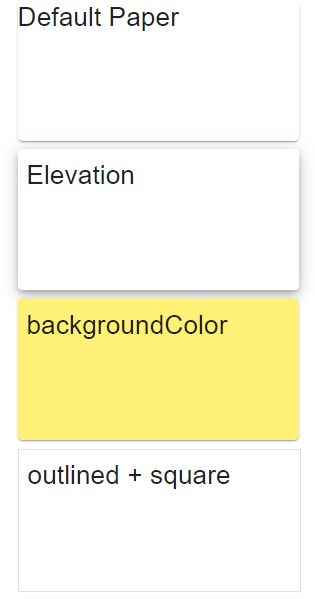 Default Paper
Elevation
backgroundColor
outlined + square